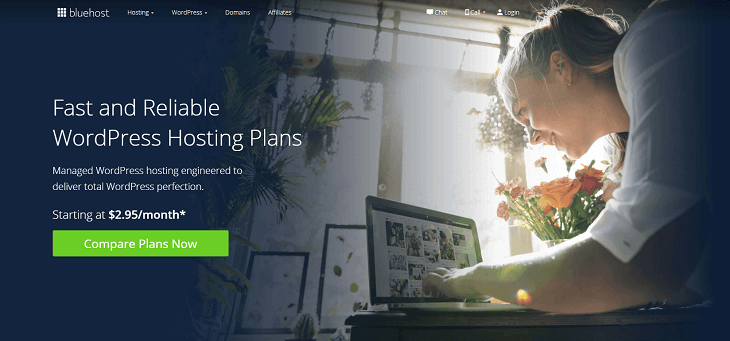 bluehost Hosting WordPress Domains Affiliates Chat Call Login
Fast and Reliable
WordPress Hosting Plans
Managed WordPress hosting engineered to
deliver total WordPress perfection.
Starting at $2.95/month*
Compare Plans Now